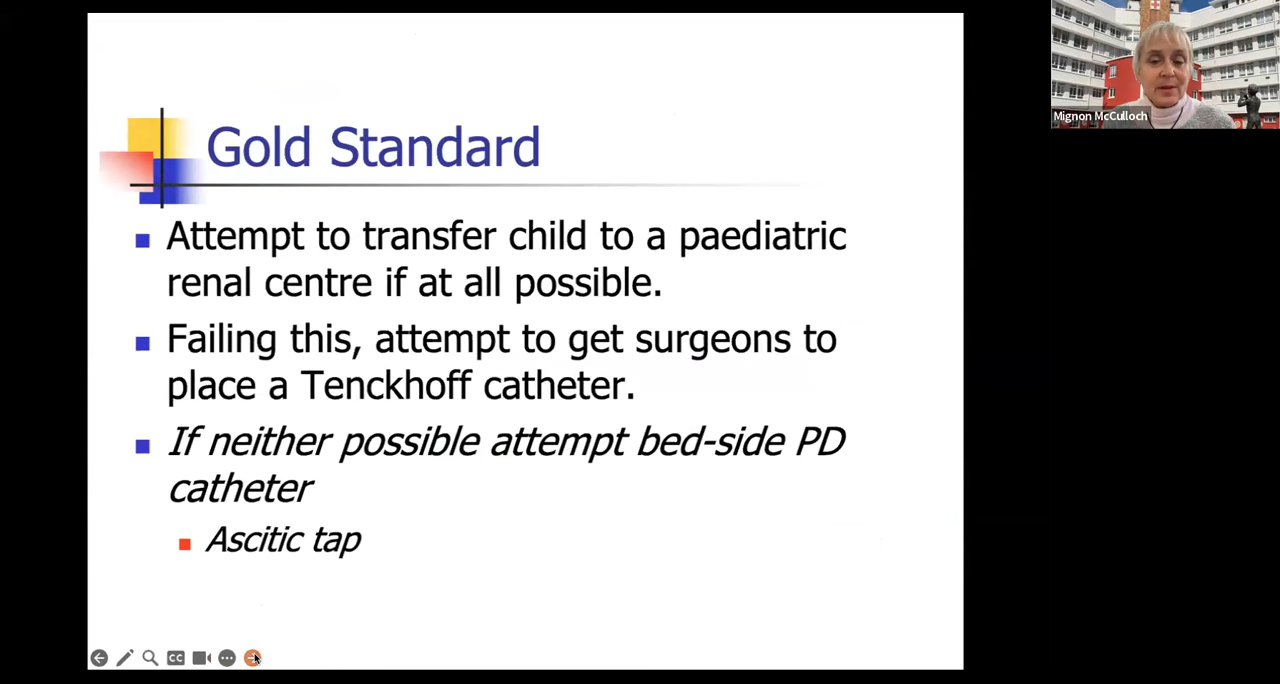 Gold Standard
Attempt to transfer child to a paediatric
renal centre if at all possible.
Failing this, attempt to get surgeons to
place a Tenckhoff catheter.
If neither possible attempt bed-side PD
catheter
Ascitic tap
CC
Mignon McCulloch